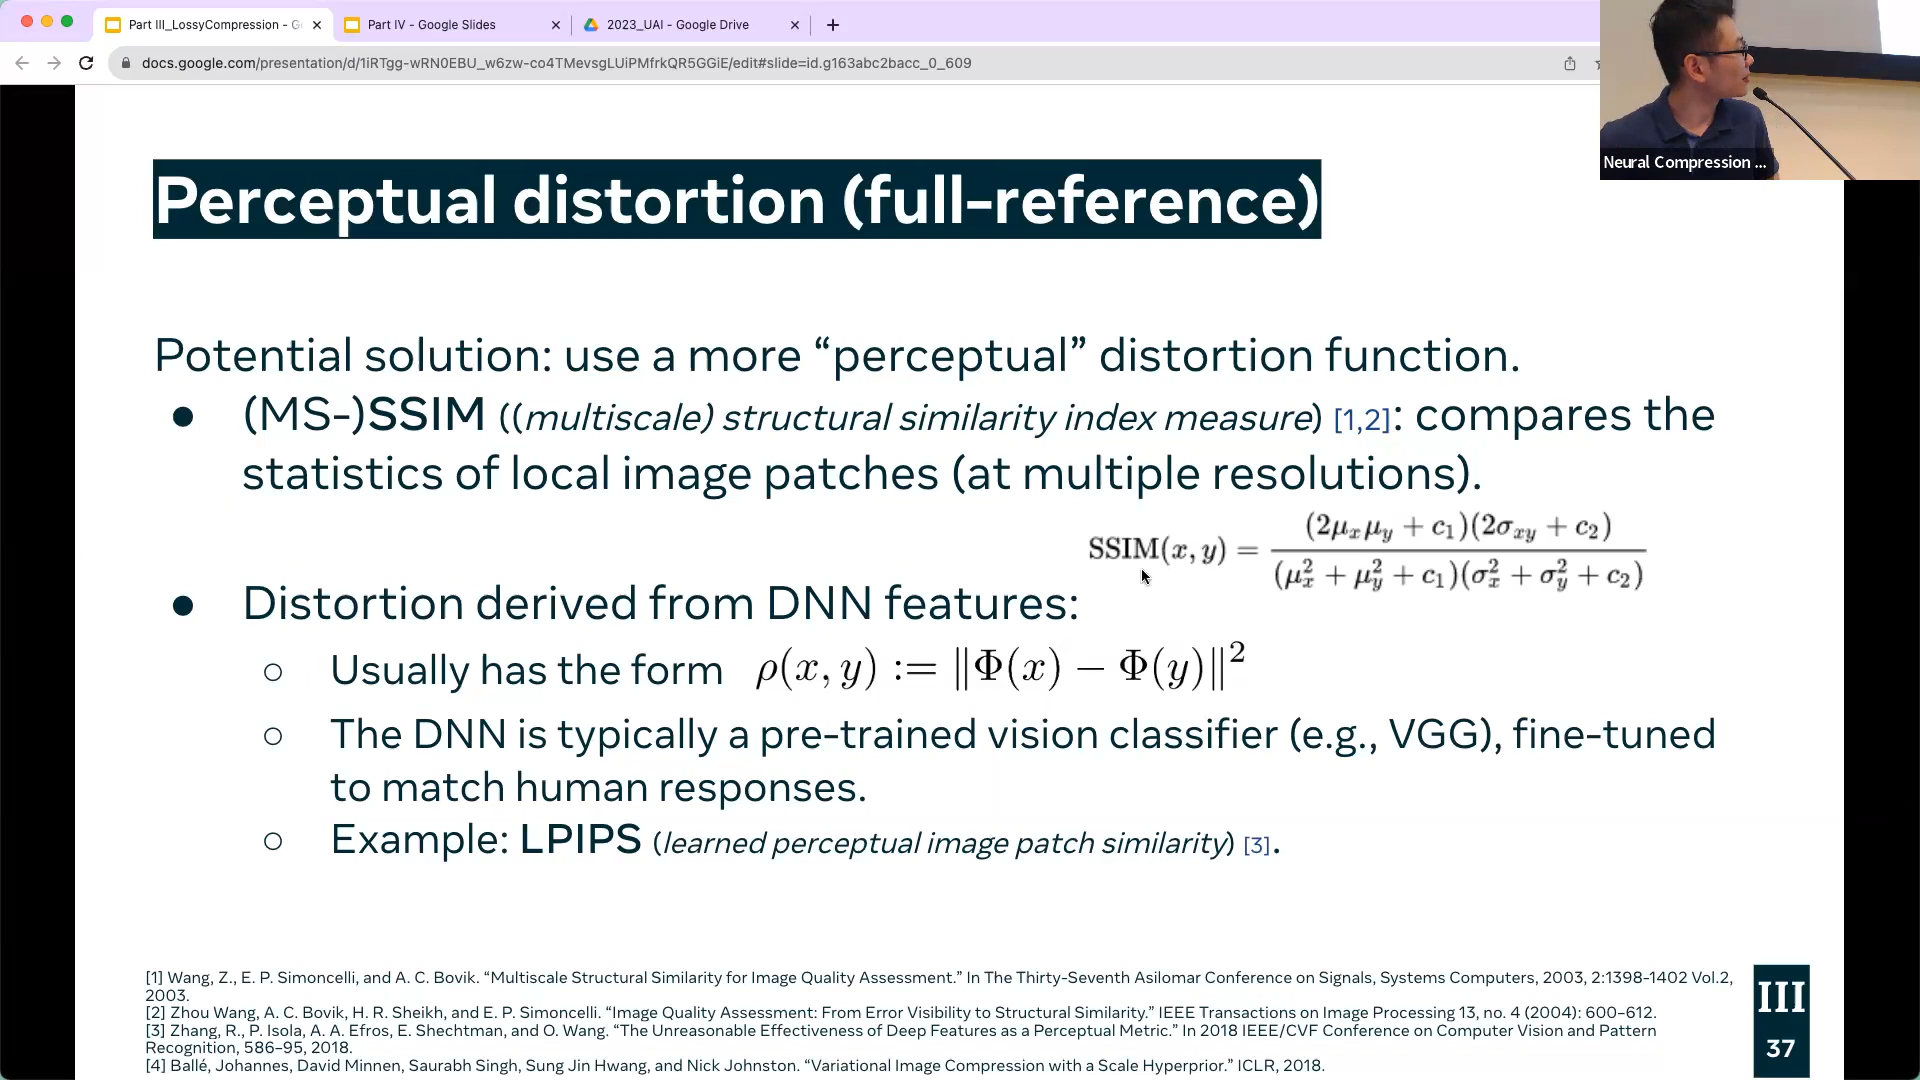 Part III_LossyCompression - G
Part IV - Google Slides
2023_UAI - Google Drive
docs.google.com/presentation/d/1iRTgg-wRN0EBU_w6zw-co4TMevsgLUiPMfrkQR5GGiE/edit#slide=id.g163abc2bacc_0_609
Neural Compression ...
Perceptual distortion (full-reference)
Potential solution: use a more “perceptual” distortion function.
● (MS-)SSIM ((multiscale) structural similarity index measure) [1,2]: compares the
statistics of local image patches (at multiple resolutions).
SSIM(x, y) = (2μₓμᵧ + c₁)(2σₓᵧ + c₂) / (μₓ² + μᵧ² + c₁)(σₓ² + σᵧ² + c₂)
● Distortion derived from DNN features:
○ Usually has the form ρ(x, y) := ‖Φ(x) − Φ(y)‖²
○ The DNN is typically a pre-trained vision classifier (e.g., VGG), fine-tuned
to match human responses.
○ Example: LPIPS (learned perceptual image patch similarity) [3].
[1] Wang, Z., E. P. Simoncelli, and A. C. Bovik. “Multiscale Structural Similarity for Image Quality Assessment.” In The Thirty-Seventh Asilomar Conference on Signals, Systems Computers, 2003, 2:1398-1402 Vol.2,
2003.
[2] Zhou Wang, A. C. Bovik, H. R. Sheikh, and E. P. Simoncelli. “Image Quality Assessment: From Error Visibility to Structural Similarity.” IEEE Transactions on Image Processing 13, no. 4 (2004): 600–612.
[3] Zhang, R., P. Isola, A. A. Efros, E. Shechtman, and O. Wang. “The Unreasonable Effectiveness of Deep Features as a Perceptual Metric.” In 2018 IEEE/CVF Conference on Computer Vision and Pattern
Recognition, 586–95, 2018.
[4] Ballé, Johannes, David Minnen, Saurabh Singh, Sung Jin Hwang, and Nick Johnston. “Variational Image Compression with a Scale Hyperprior.” ICLR, 2018.
III
37